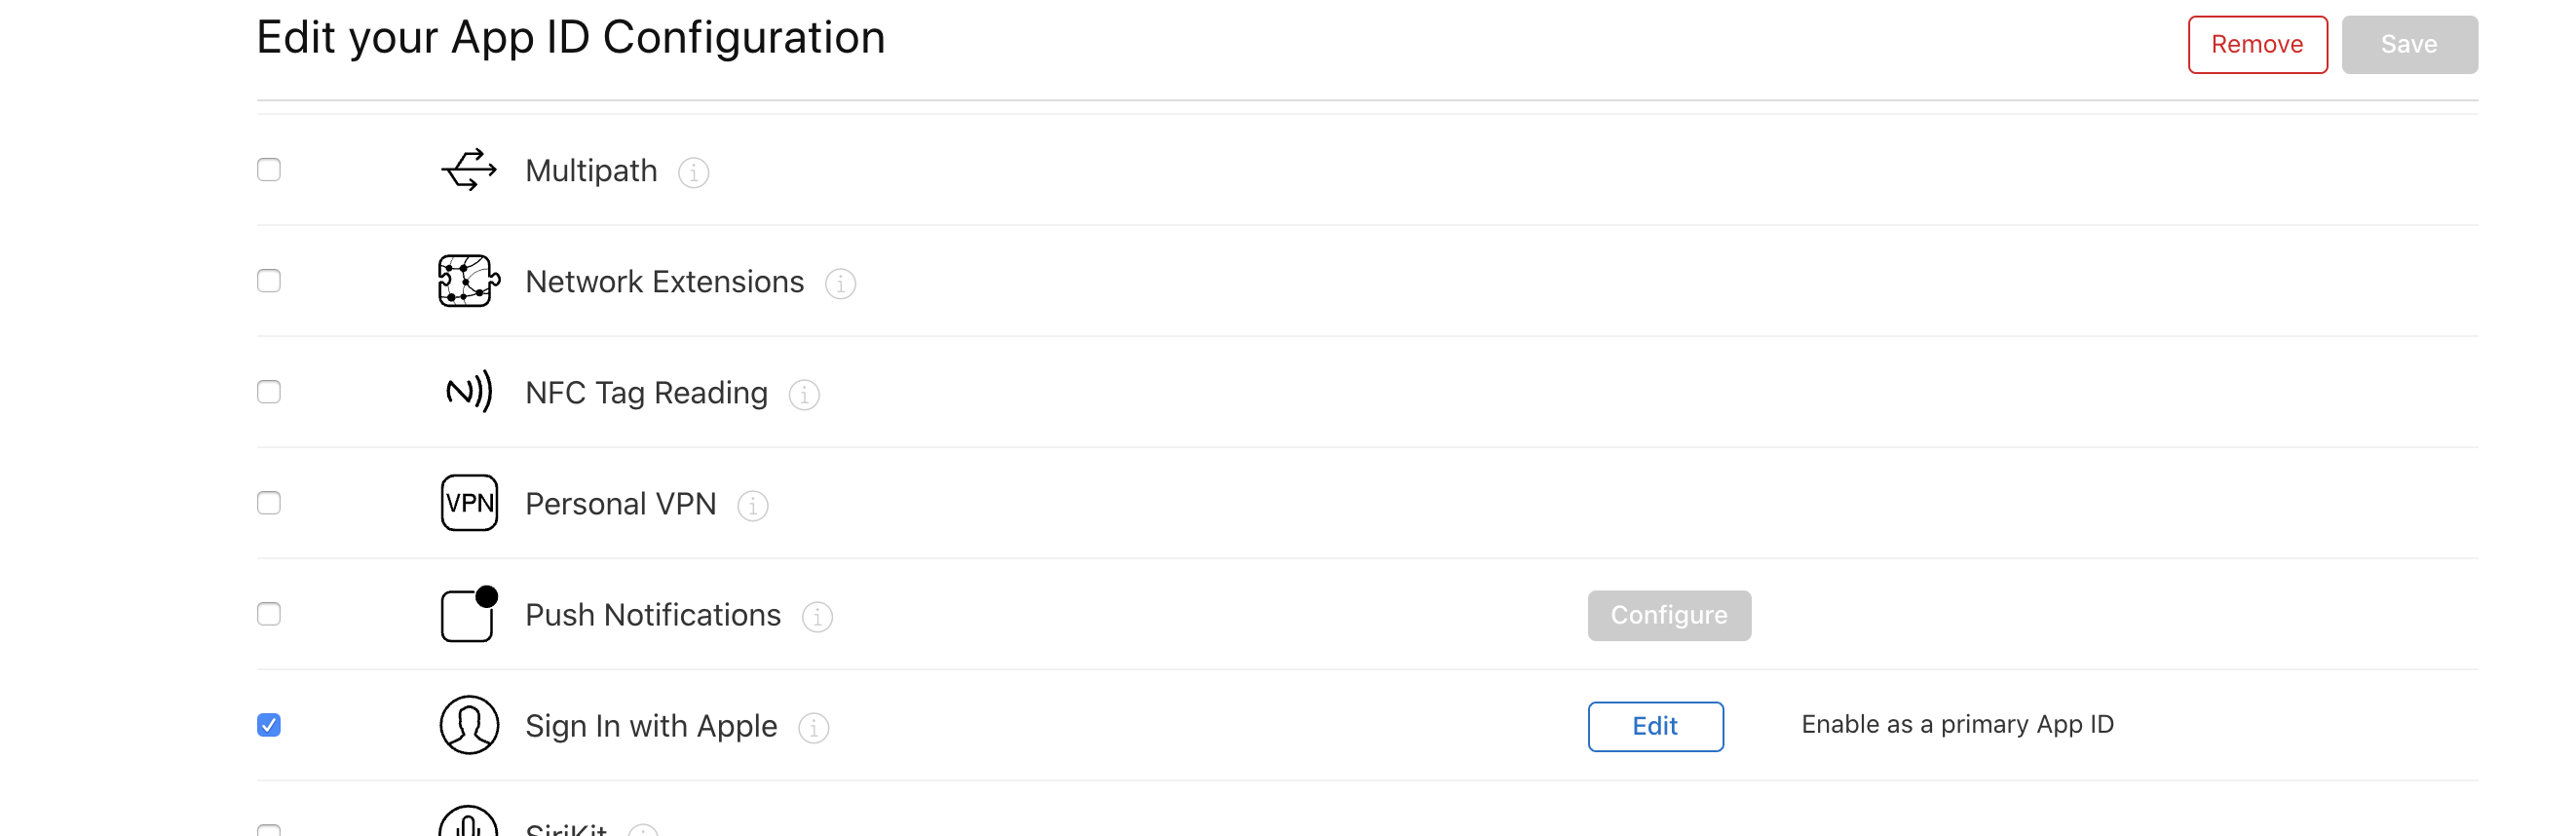 Edit your App ID Configuration
Remove
Save
Multipath
Network Extensions
NFC Tag Reading
VPN
Personal VPN
Push Notifications
Configure
Sign In with Apple
Edit
Enable as a primary App ID
SiriKit